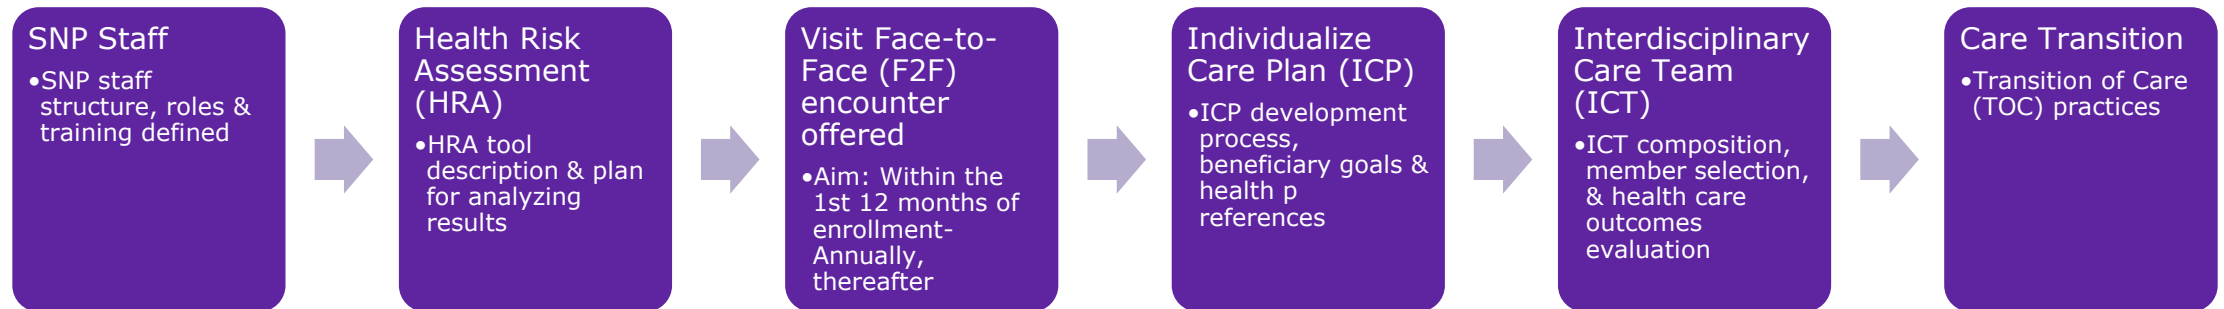 SNP Staff
•SNP staff
structure, roles &
training defined
Health Risk
Assessment
(HRA)
•HRA tool
description & plan
for analyzing
results
Visit Face-to-
Face (F2F)
encounter
offered
•Aim: Within the
1st 12 months of
enrollment-
Annually,
thereafter
Individualize
Care Plan (ICP)
•ICP development
process,
beneficiary goals &
health p
references
Interdisciplinary
Care Team
(ICT)
•ICT composition,
member selection,
& health care
outcomes
evaluation
Care Transition
•Transition of Care
(TOC) practices